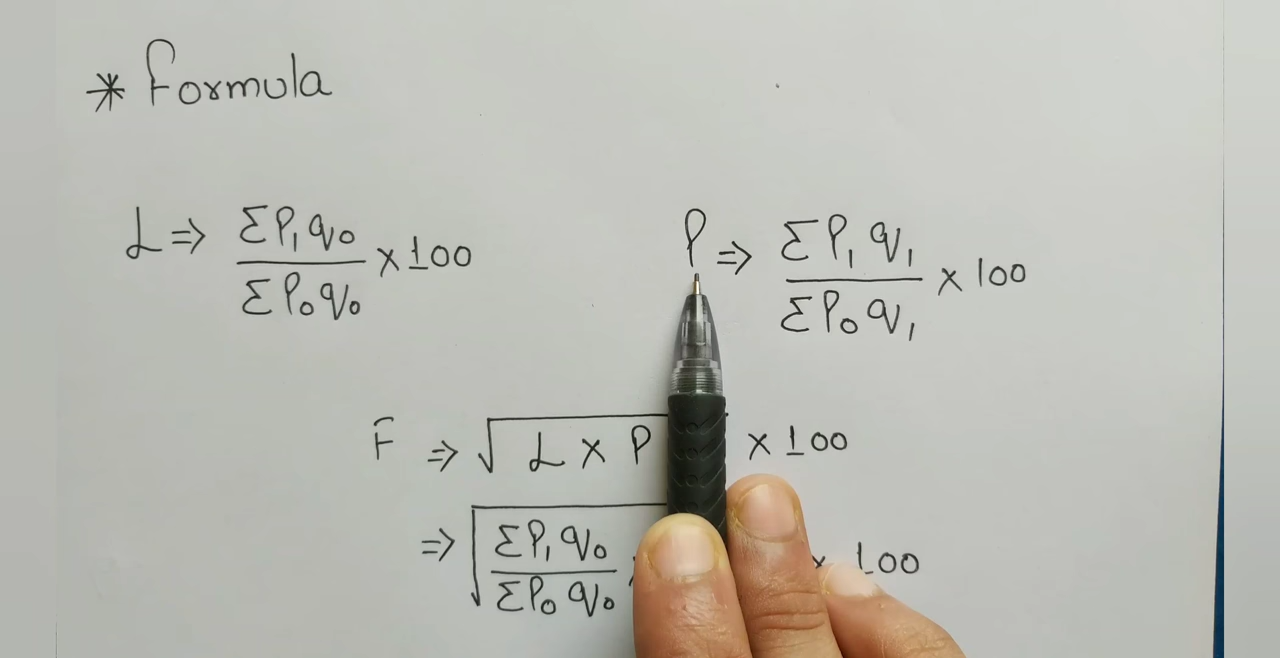 * Formula
L ⇒ ΣP₁q₀ / ΣP₀q₀ × 100
P ⇒ ΣP₁q₁ / ΣP₀q₁ × 100
F ⇒ √ L × P × 100
⇒ √ ΣP₁q₀ / ΣP₀q₀ × 100